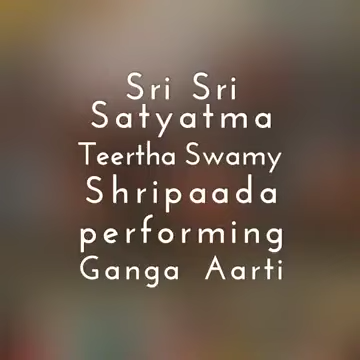 Sri Sri
Satyatma
Teertha Swamy
Shripaada
performing
Ganga Aarti